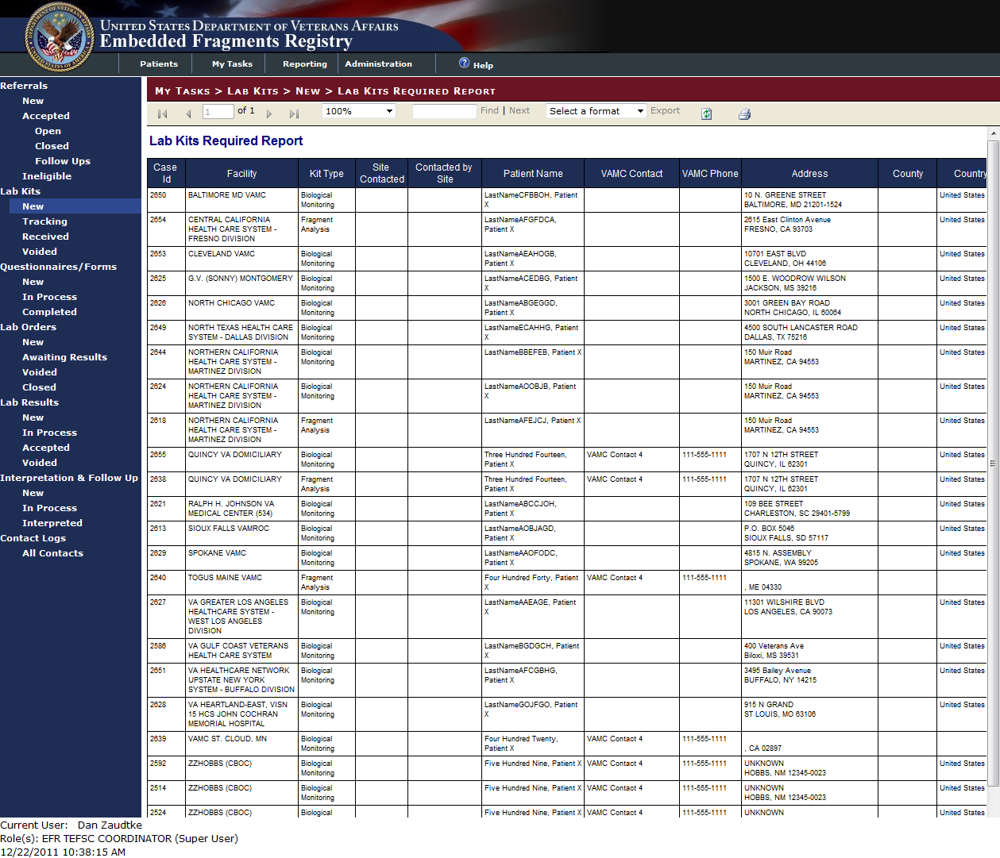 UNITED STATES DEPARTMENT OF VETERANS AFFAIRS
Embedded Fragments Registry
Patients
My Tasks
Reporting
Administration
Help
Referrals
New
Accepted
Open
Closed
Follow Ups
Ineligible
Lab Kits
New
Tracking
Received
Voided
Questionnaires/Forms
New
In Process
Completed
Lab Orders
New
Awaiting Results
Voided
Closed
Lab Results
New
In Process
Accepted
Voided
Interpretation & Follow Up
New
In Process
Interpreted
Contact Logs
All Contacts
MY TASKS > LAB KITS > NEW > LAB KITS REQUIRED REPORT
1 of 1 100% Find | Next Select a format Export
Lab Kits Required Report
Case Id Facility Kit Type Site Contacted Contacted by Site Patient Name VAMC Contact VAMC Phone Address County Country
2650 BALTIMORE MD VAMC Biological Monitoring LastNameCFBBOH, Patient X 10 N. GREENE STREET BALTIMORE, MD 21201-1524 United States
2654 CENTRAL CALIFORNIA HEALTH CARE SYSTEM - FRESNO DIVISION Fragment Analysis LastNameAFGFDCA, Patient X 2615 East Clinton Avenue FRESNO, CA 93703 United States
2653 CLEVELAND VAMC Biological Monitoring LastNameAEAHOGB, Patient X 10701 EAST BLVD CLEVELAND, OH 44106 United States
2625 G.V. (SONNY) MONTGOMERY Biological Monitoring LastNameACEDBG, Patient X 1500 E. WOODROW WILSON JACKSON, MS 39216 United States
2626 NORTH CHICAGO VAMC Biological Monitoring LastNameABGEGGD, Patient X 3001 GREEN BAY ROAD NORTH CHICAGO, IL 60064 United States
2649 NORTH TEXAS HEALTH CARE SYSTEM - DALLAS DIVISION Biological Monitoring LastNameECAHHG, Patient X 4500 SOUTH LANCASTER ROAD DALLAS, TX 75216 United States
2644 NORTHERN CALIFORNIA HEALTH CARE SYSTEM - MARTINEZ DIVISION Biological Monitoring LastNameBBEFEB, Patient X 150 Muir Road MARTINEZ, CA 94553 United States
2624 NORTHERN CALIFORNIA HEALTH CARE SYSTEM - MARTINEZ DIVISION Biological Monitoring LastNameAOOBJB, Patient X 150 Muir Road MARTINEZ, CA 94553 United States
2618 NORTHERN CALIFORNIA HEALTH CARE SYSTEM - MARTINEZ DIVISION Fragment Analysis LastNameAFEJCJ, Patient X 150 Muir Road MARTINEZ, CA 94553 United States
2655 QUINCY VA DOMICILIARY Biological Monitoring Three Hundred Fourteen, Patient X VAMC Contact 4 111-555-1111 1707 N 12TH STREET QUINCY, IL 62301 United States
2638 QUINCY VA DOMICILIARY Fragment Analysis Three Hundred Fourteen, Patient X VAMC Contact 4 111-555-1111 1707 N 12TH STREET QUINCY, IL 62301 United States
2621 RALPH H. JOHNSON VA MEDICAL CENTER (534) Biological Monitoring LastNameABCCJOH, Patient X 109 BEE STREET CHARLESTON, SC 29401-5799 United States
2613 SIOUX FALLS VAMROC Biological Monitoring LastNameAOBJAGD, Patient X P.O. BOX 5046 SIOUX FALLS, SD 57117 United States
2629 SPOKANE VAMC Biological Monitoring LastNameAAOFODC, Patient X 4815 N. ASSEMBLY SPOKANE, WA 99205 United States
2640 TOGUS MAINE VAMC Fragment Analysis Four Hundred Forty, Patient X VAMC Contact 4 111-555-1111 , ME 04330
2627 VA GREATER LOS ANGELES HEALTHCARE SYSTEM - WEST LOS ANGELES DIVISION Biological Monitoring LastNameAAEAGE, Patient X 11301 WILSHIRE BLVD LOS ANGELES, CA 90073 United States
2586 VA GULF COAST VETERANS HEALTH CARE SYSTEM Biological Monitoring LastNameBGDGCH, Patient X 400 Veterans Ave Biloxi, MS 39531 United States
2651 VA HEALTHCARE NETWORK UPSTATE NEW YORK SYSTEM - BUFFALO DIVISION Biological Monitoring LastNameAFCGBHG, Patient X 3495 Bailey Avenue BUFFALO, NY 14215 United States
2628 VA HEARTLAND-EAST, VISN 15 HCS JOHN COCHRAN MEMORIAL HOSPITAL Biological Monitoring LastNameGOJFGO, Patient X 915 N GRAND ST LOUIS, MO 63106 United States
2639 VAMC ST. CLOUD, MN Biological Monitoring Four Hundred Twenty, Patient X VAMC Contact 4 111-555-1111 , CA 02897
2592 ZZHOBBS (CBOC) Biological Monitoring Five Hundred Nine, Patient X VAMC Contact 4 111-555-1111 UNKNOWN HOBBS, NM 12345-0023 United States
2514 ZZHOBBS (CBOC) Biological Monitoring Five Hundred Nine, Patient X VAMC Contact 4 111-555-1111 UNKNOWN HOBBS, NM 12345-0023 United States
2524 ZZHOBBS (CBOC) Biological Five Hundred Nine, Patient X VAMC Contact 4 111-555-1111 UNKNOWN United States
Current User: Dan Zaudtke
Role(s): EFR TEFSC COORDINATOR (Super User)
12/22/2011 10:38:15 AM